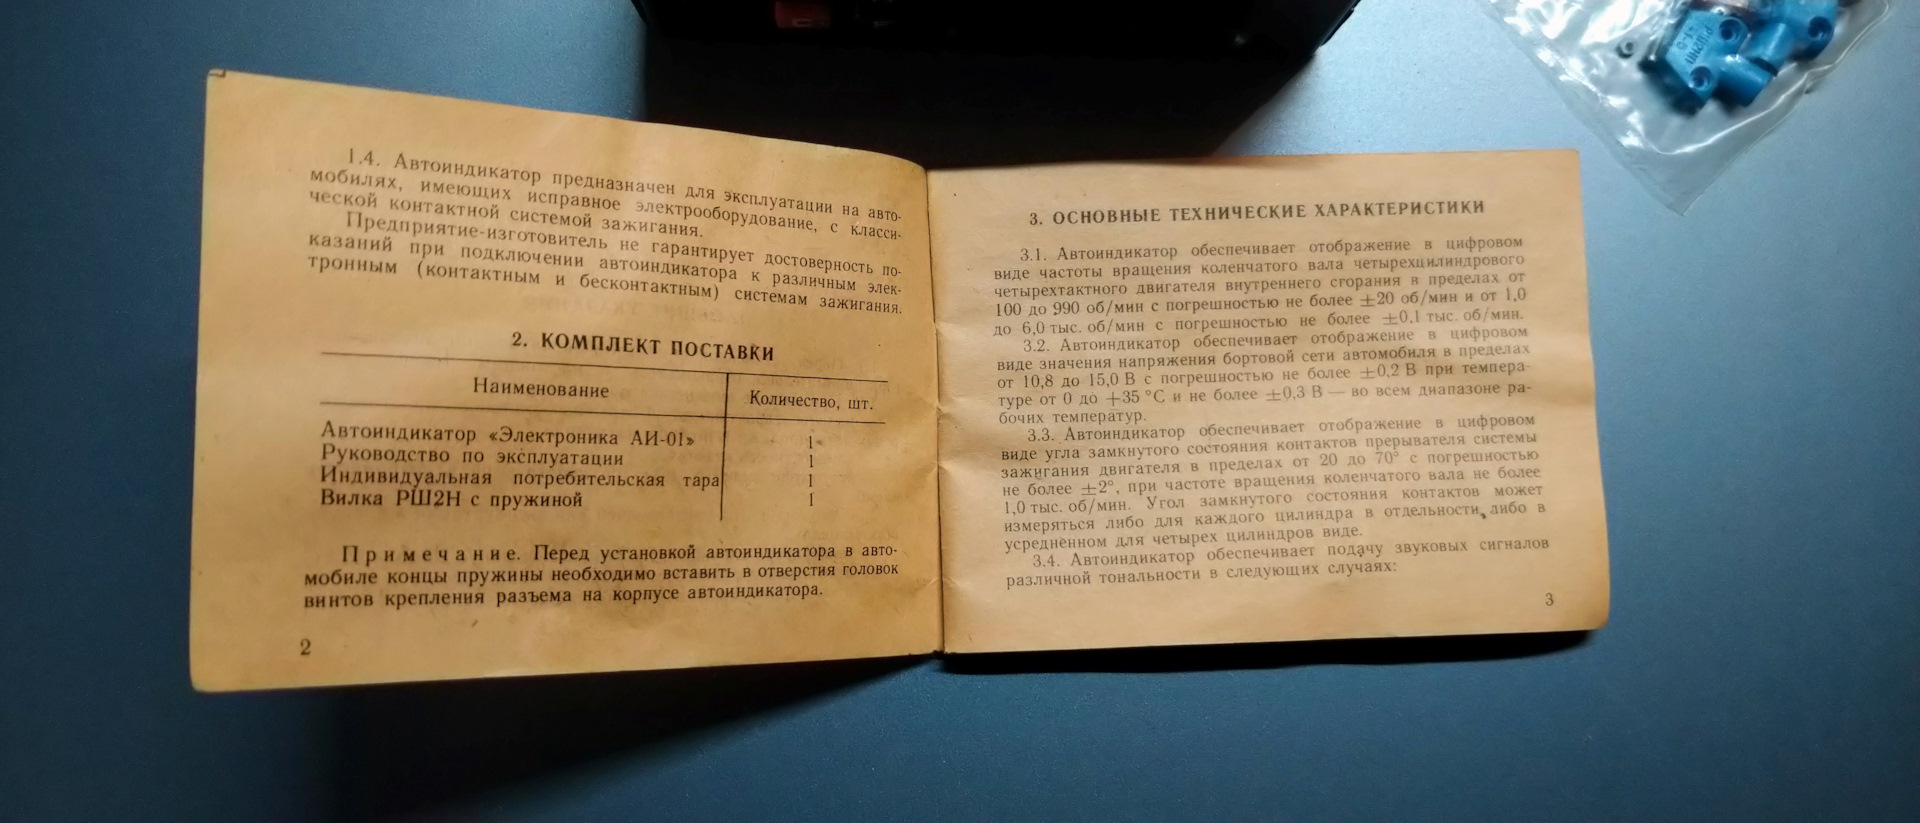 1.4. Автоиндикатор предназначен для эксплуатации на авто-
мобилях, имеющих исправное электрооборудование, с класси-
ческой контактной системой зажигания.
Предприятие-изготовитель не гарантирует достоверность по-
казаний при подключении автоиндикатора к различным элек-
тронным (контактным и бесконтактным) системам зажигания.
2. КОМПЛЕКТ ПОСТАВКИ
Наименование Количество, шт.
Автоиндикатор «Электроника АИ-01» 1
Руководство по эксплуатации 1
Индивидуальная потребительская тара 1
Вилка РШ2Н с пружиной 1
Примечание. Перед установкой автоиндикатора в авто-
мобиле концы пружины необходимо вставить в отверстия головок
винтов крепления разъема на корпусе автоиндикатора.
2
3. ОСНОВНЫЕ ТЕХНИЧЕСКИЕ ХАРАКТЕРИСТИКИ
3.1. Автоиндикатор обеспечивает отображение в цифровом
виде частоты вращения коленчатого вала четырехцилиндрового
четырехтактного двигателя внутреннего сгорания в пределах от
100 до 990 об/мин с погрешностью не более ±20 об/мин и от 1,0
до 6,0 тыс. об/мин с погрешностью не более ±0,1 тыс. об/мин.
3.2. Автоиндикатор обеспечивает отображение в цифровом
виде значения напряжения бортовой сети автомобиля в пределах
от 10,8 до 15,0 В с погрешностью не более ±0,2 В при темпера-
туре от 0 до +35 °С и не более ±0,3 В — во всем диапазоне ра-
бочих температур.
3.3. Автоиндикатор обеспечивает отображение в цифровом
виде угла замкнутого состояния контактов прерывателя системы
зажигания двигателя в пределах от 20 до 70° с погрешностью
не более ±2°, при частоте вращения коленчатого вала не более
1,0 тыс. об/мин. Угол замкнутого состояния контактов может
измеряться либо для каждого цилиндра в отдельности, либо в
усредненном для четырех цилиндров виде.
3.4. Автоиндикатор обеспечивает подачу звуковых сигналов
различной тональности в следующих случаях:
3